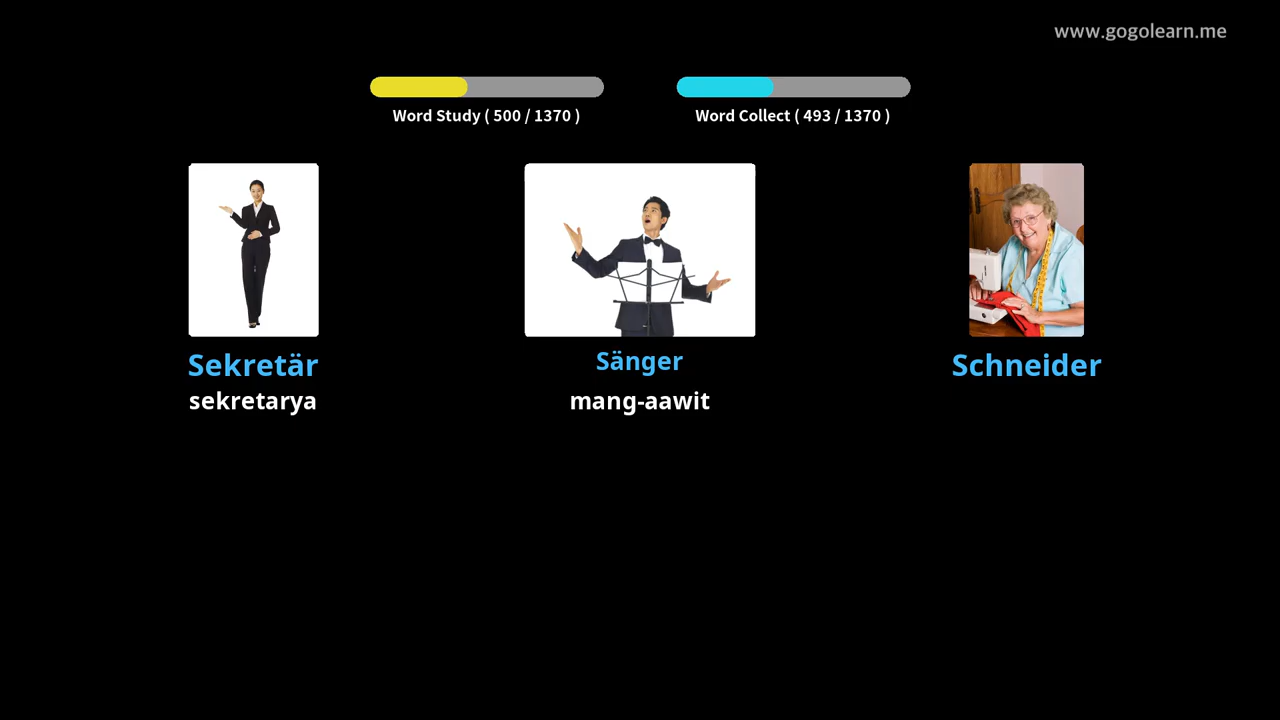 www.gogolearn.me
Word Study ( 500 / 1370 )
Word Collect ( 493 / 1370 )
Sekretär
sekretarya
Sänger
mang-aawit
Schneider